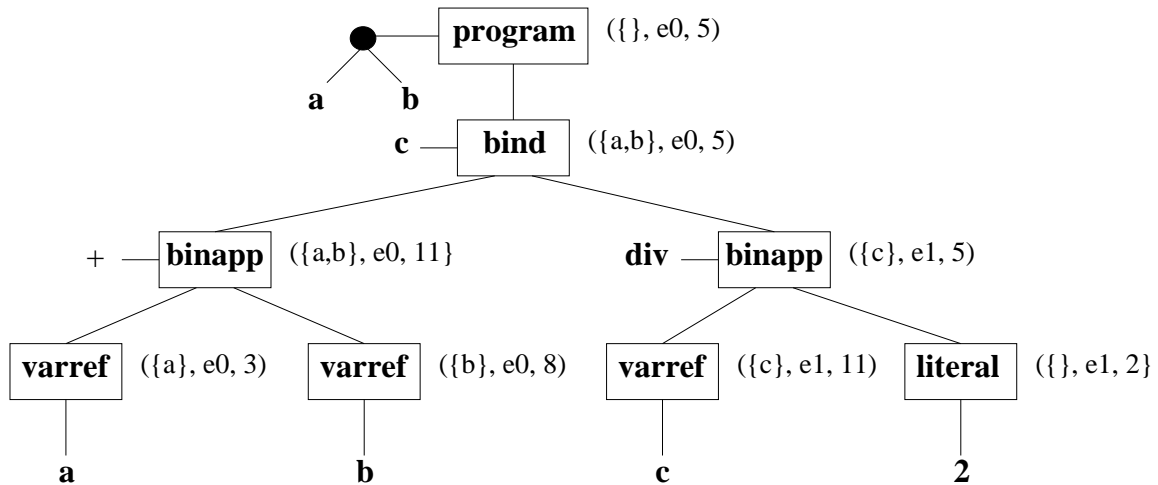 program ({}, e0, 5)
a b
c bind ({a,b}, e0, 5)
+ binapp ({a,b}, e0, 11} div binapp ({c}, e1, 5)
varref ({a}, e0, 3) varref ({b}, e0, 8) varref ({c}, e1, 11) literal ({}, e1, 2}
a b c 2